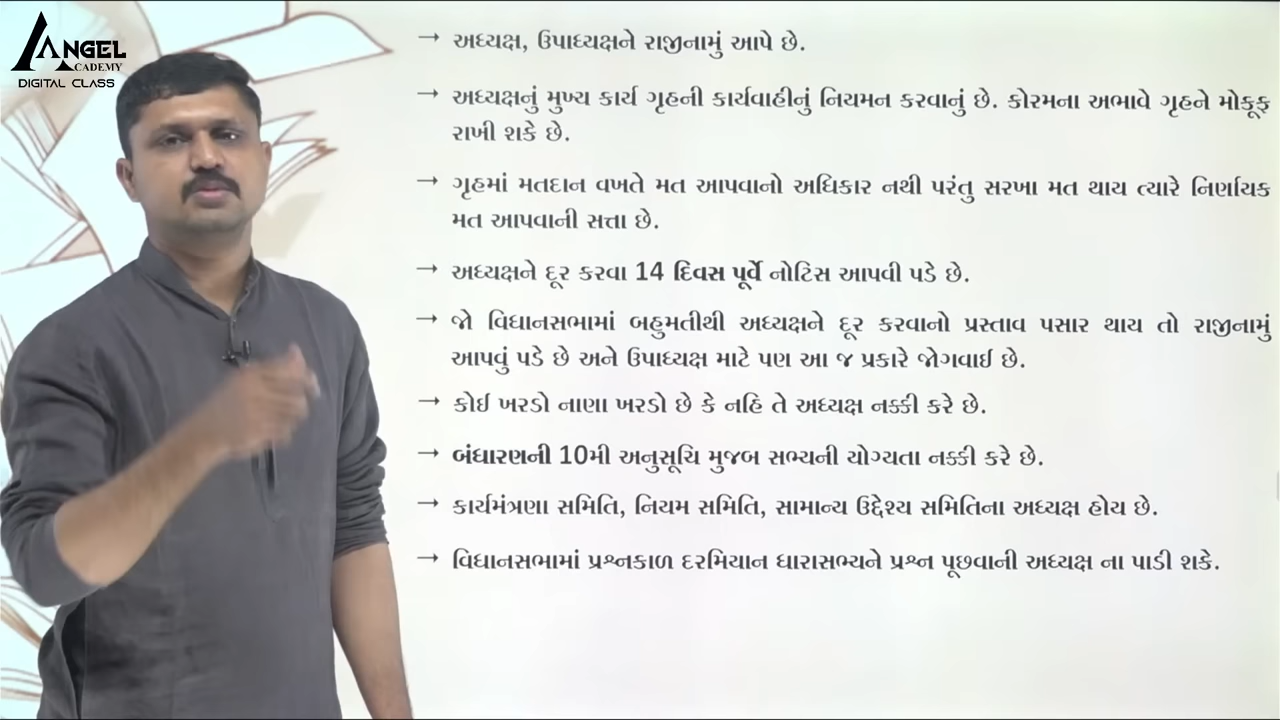 ANGEL
ACADEMY
DIGITAL CLASS
→ અધ્યક્ષ, ઉપાધ્યક્ષને રાજીનામું આપે છે.
→ અધ્યક્ષનું મુખ્ય કાર્ય ગૃહની કાર્યવાહીનું નિયમન કરવાનું છે. કોરમના અભાવે ગૃહને મોકૂફ
રાખી શકે છે.
→ ગૃહમાં મતદાન વખતે મત આપવાનો અધિકાર નથી પરંતુ સરખા મત થાય ત્યારે નિર્ણાયક
મત આપવાની સત્તા છે.
→ અધ્યક્ષને દૂર કરવા 14 દિવસ પૂર્વે નોટિસ આપવી પડે છે.
→ જો વિધાનસભામાં બહુમતીથી અધ્યક્ષને દૂર કરવાનો પ્રસ્તાવ પસાર થાય તો રાજીનામું
આપવું પડે છે અને ઉપાધ્યક્ષ માટે પણ આ જ પ્રકારે જોગવાઈ છે.
→ કોઈ ખરડો નાણા ખરડો છે કે નહિ તે અધ્યક્ષ નક્કી કરે છે.
→ બંધારણની 10મી અનુસૂચિ મુજબ સભ્યની યોગ્યતા નક્કી કરે છે.
→ કાર્યમંત્રણા સમિતિ, નિયમ સમિતિ, સામાન્ય ઉદ્દેશ્ય સમિતિના અધ્યક્ષ હોય છે.
→ વિધાનસભામાં પ્રશ્નકાળ દરમિયાન ધારાસભ્યને પ્રશ્ન પૂછવાની અધ્યક્ષ ના પાડી શકે.